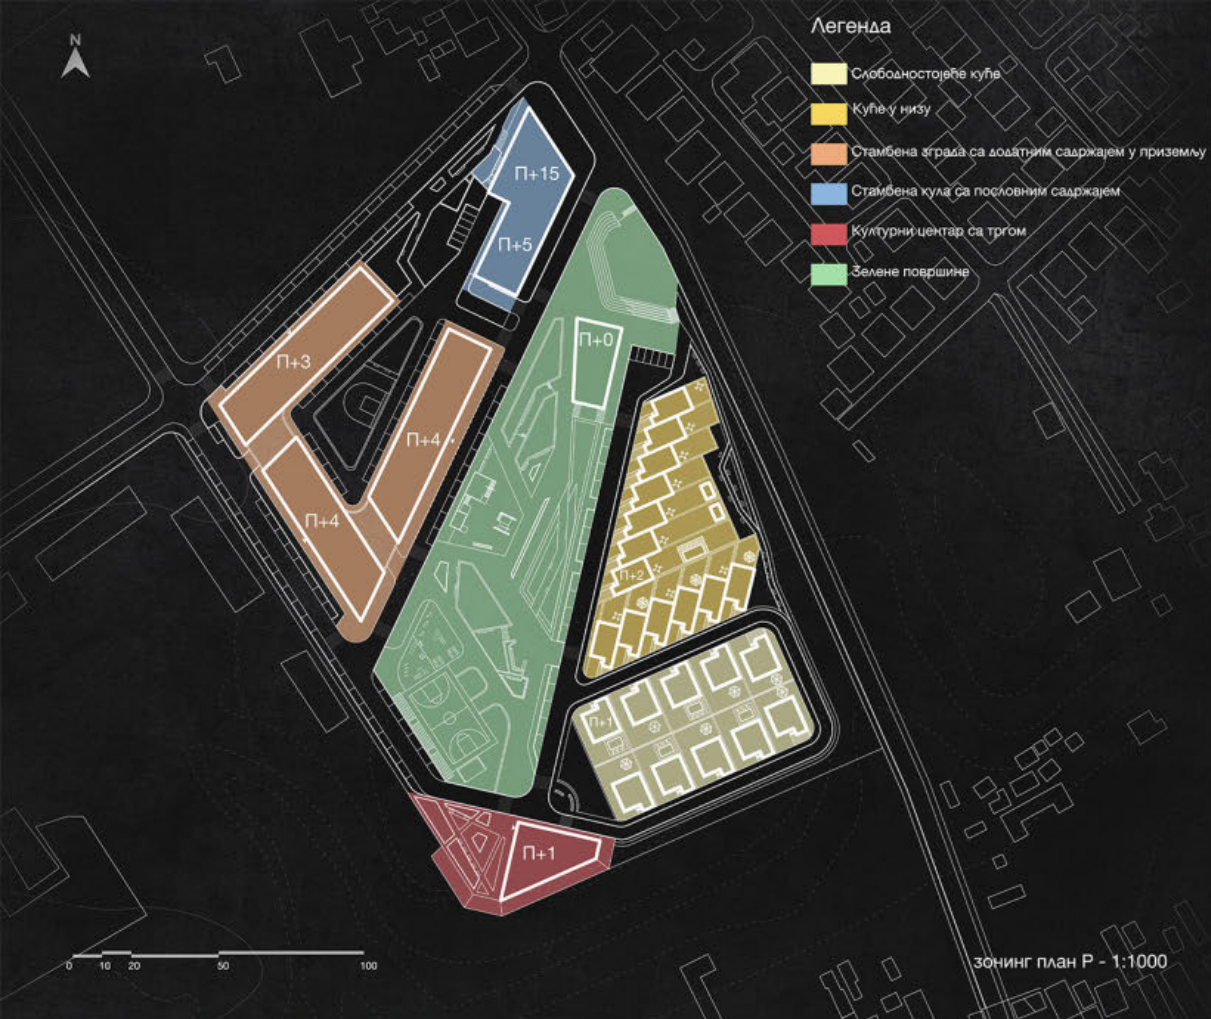 N
Легенда
Слободностојеће куће
Куће у низу
Стамбена зграда са додатним садржајем у приземљу
Стамбена кула са пословним садржајем
Културни центар са тргом
Зелене површине
П+15
П+5
П+0
П+3
П+4
П+4
П+2
П+1
П+1
0 10 20 50 100
зонинг план Р - 1:1000